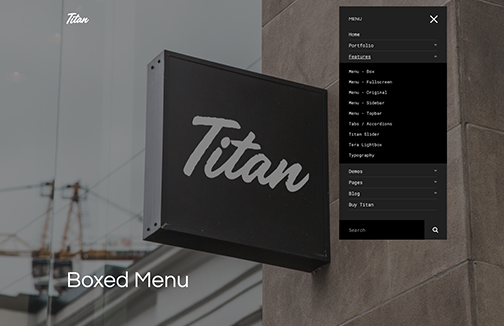 Titan
MENU
Home
Portfolio
Features
Menu - Box
Menu - Fullscreen
Menu - Original
Menu - Sidebar
Menu - Topbar
Tabs / Accordions
Titan Slider
Tera Lightbox
Typography
Demos
Pages
Blog
Buy Titan
Search
Titan
Boxed Menu